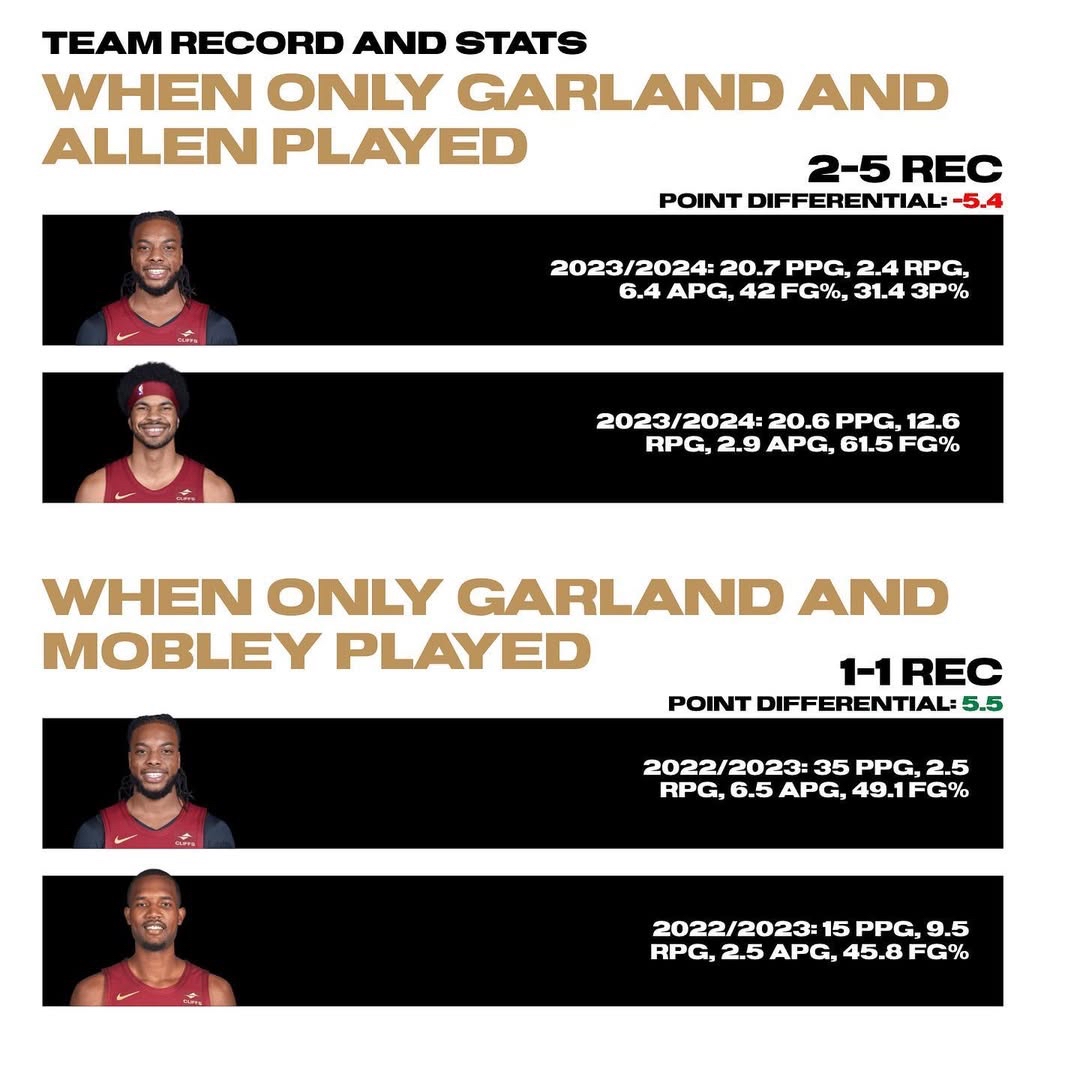 TEAM RECORD AND STATS
WHEN ONLY GARLAND AND
ALLEN PLAYED
2-5 REC
POINT DIFFERENTIAL: -5.4
2023/2024: 20.7 PPG, 2.4 RPG,
6.4 APG, 42 FG%, 31.4 3P%
CLIFFS
2023/2024: 20.6 PPG, 12.6
RPG, 2.9 APG, 61.5 FG%
CLIFFS
WHEN ONLY GARLAND AND
MOBLEY PLAYED
1-1 REC
POINT DIFFERENTIAL: 5.5
2022/2023: 35 PPG, 2.5
RPG, 6.5 APG, 49.1 FG%
CLIFFS
2022/2023: 15 PPG, 9.5
RPG, 2.5 APG, 45.8 FG%
CLIFFS